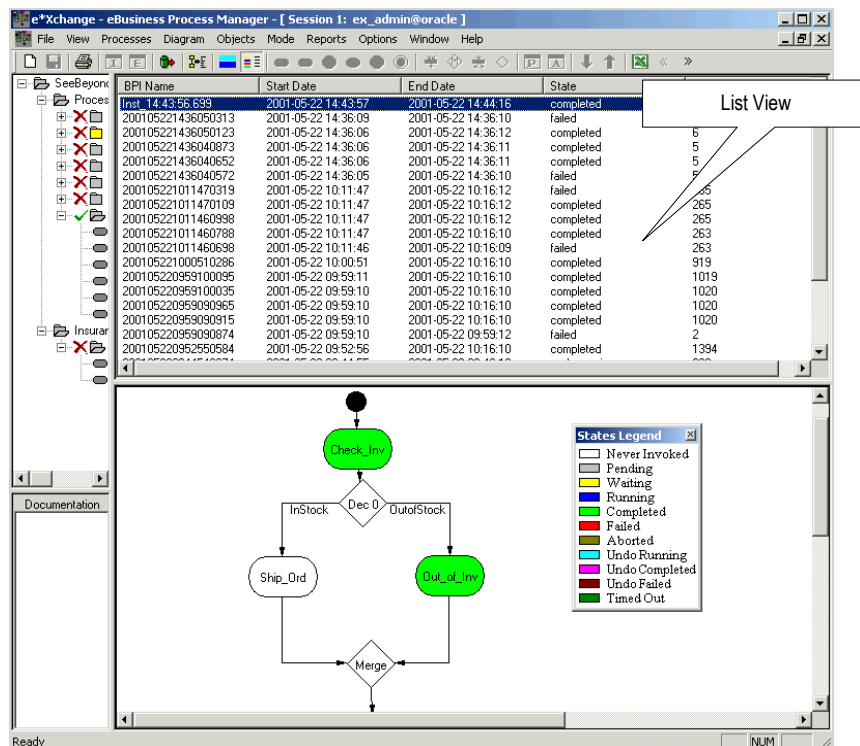 e*Xchange - eBusiness Process Manager - [ Session 1: ex_admin@oracle ]
File View Processes Diagram Objects Mode Reports Options Window Help
SeeBeyond
Proces
Insurar
Documentation
BPI Name Start Date End Date State
Inst_14:43:56.699 2001-05-22 14:43:57 2001-05-22 14:44:16 completed
200105221436050313 2001-05-22 14:36:09 2001-05-22 14:36:10 failed
200105221436050123 2001-05-22 14:36:06 2001-05-22 14:36:12 completed 6
200105221436040873 2001-05-22 14:36:06 2001-05-22 14:36:11 completed 5
200105221436040652 2001-05-22 14:36:06 2001-05-22 14:36:11 completed 5
200105221436040572 2001-05-22 14:36:05 2001-05-22 14:36:10 failed
200105221011470319 2001-05-22 10:11:47 2001-05-22 10:16:12 failed
200105221011470109 2001-05-22 10:11:47 2001-05-22 10:16:12 completed 265
200105221011460998 2001-05-22 10:11:47 2001-05-22 10:16:12 completed 265
200105221011460788 2001-05-22 10:11:47 2001-05-22 10:16:10 completed 263
200105221011460698 2001-05-22 10:11:46 2001-05-22 10:16:09 failed 263
200105221000510286 2001-05-22 10:00:51 2001-05-22 10:16:10 completed 919
200105220959100095 2001-05-22 09:59:11 2001-05-22 10:16:10 completed 1019
200105220959100035 2001-05-22 09:59:10 2001-05-22 10:16:10 completed 1020
200105220959090965 2001-05-22 09:59:10 2001-05-22 10:16:10 completed 1020
200105220959090915 2001-05-22 09:59:10 2001-05-22 10:16:10 completed 1020
200105220959090874 2001-05-22 09:59:10 2001-05-22 09:59:12 failed 2
200105220952550584 2001-05-22 09:52:56 2001-05-22 10:16:10 completed 1394
List View
Check_Inv
Dec 0
InStock
OutofStock
Ship_Ord
Out_of_Inv
Merge
States Legend
Never Invoked
Pending
Waiting
Running
Completed
Failed
Aborted
Undo Running
Undo Completed
Undo Failed
Timed Out
Ready
NUM